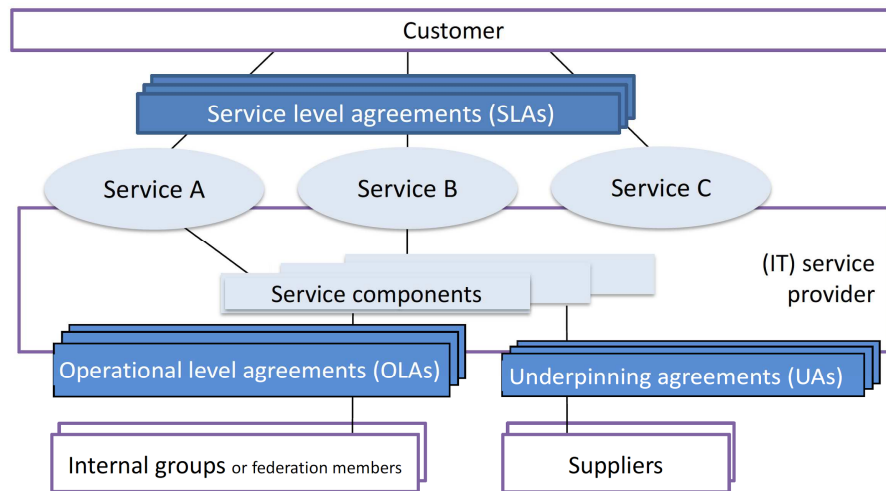 Customer
Service level agreements (SLAs)
Service A
Service B
Service C
(IT) service
provider
Service components
Operational level agreements (OLAs)
Underpinning agreements (UAs)
Internal groups or federation members
Suppliers